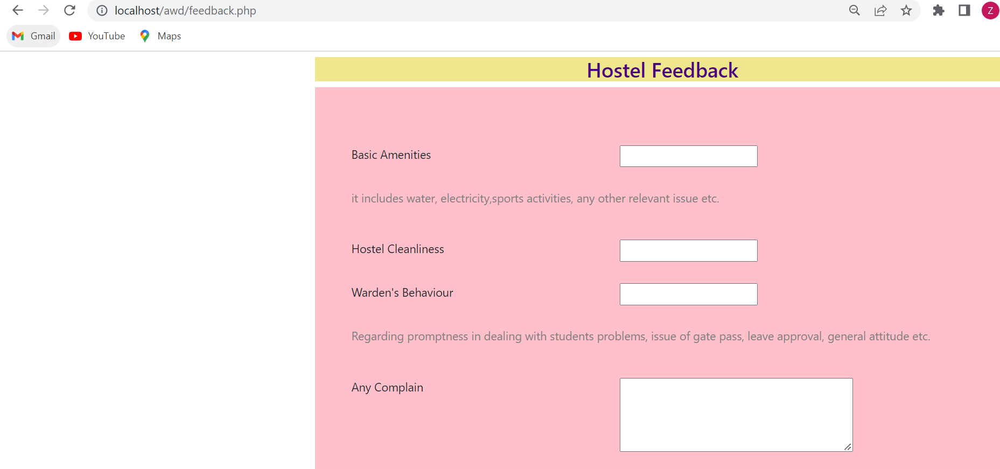 localhost/awd/feedback.php
Z
Gmail YouTube Maps
Hostel Feedback
Basic Amenities
it includes water, electricity,sports activities, any other relevant issue etc.
Hostel Cleanliness
Warden's Behaviour
Regarding promptness in dealing with students problems, issue of gate pass, leave approval, general attitude etc.
Any Complain